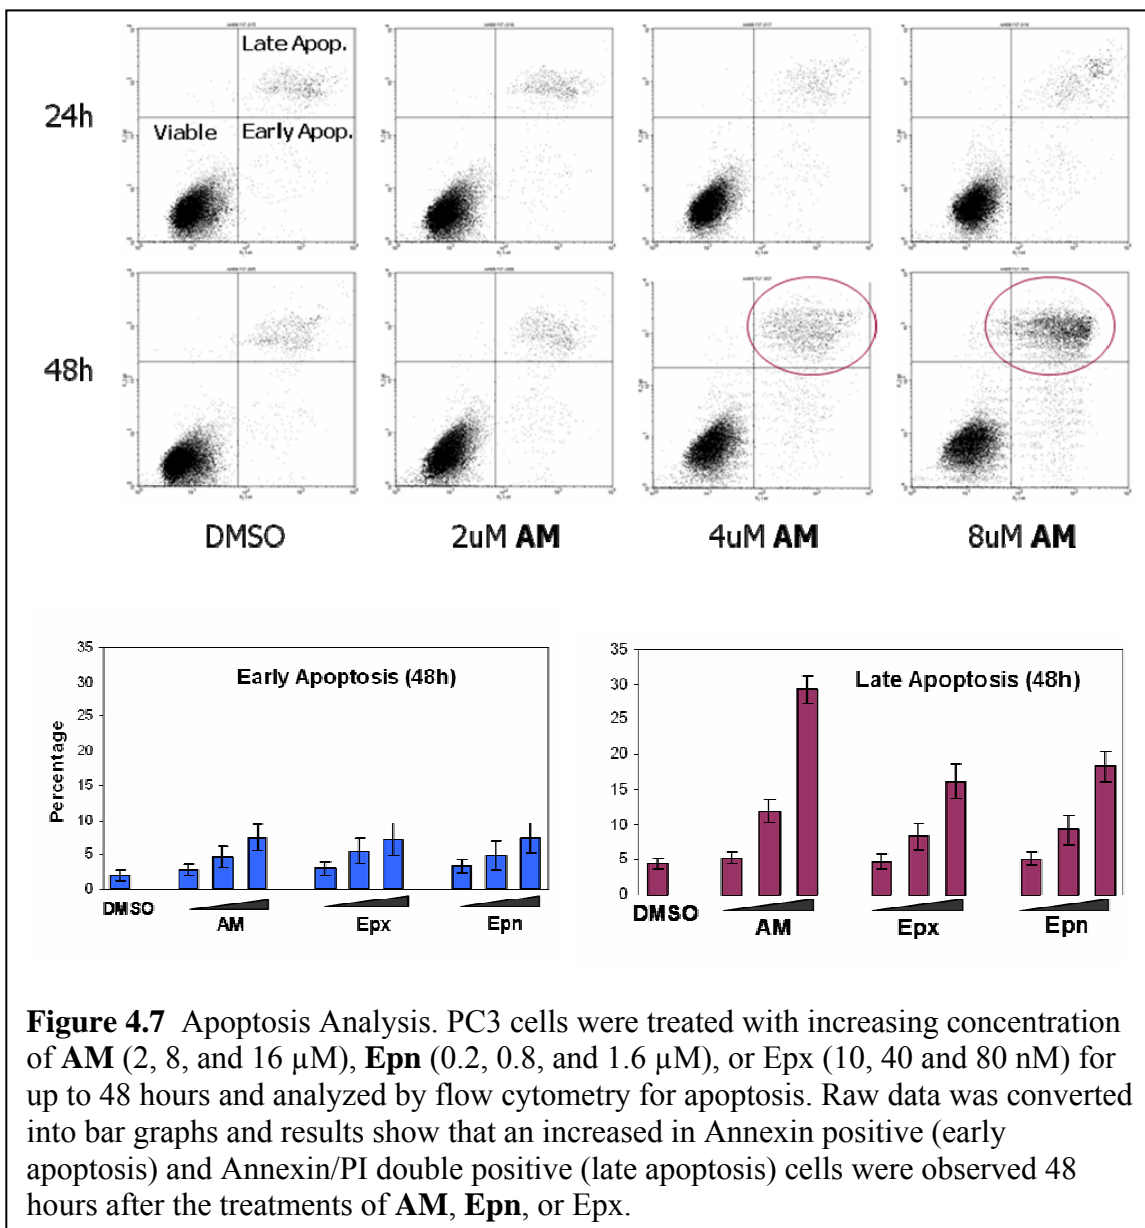 Late Apop.
24h
Viable
Early Apop.
48h
DMSO
2uM AM
4uM AM
8uM AM
35
30
25
20
15
10
5
0
Percentage
Early Apoptosis (48h)
DMSO
AM
Epx
Epn
35
30
25
20
15
10
5
0
Late Apoptosis (48h)
DMSO
AM
Epx
Epn
Figure 4.7 Apoptosis Analysis. PC3 cells were treated with increasing concentration
of AM (2, 8, and 16 µM), Epn (0.2, 0.8, and 1.6 µM), or Epx (10, 40 and 80 nM) for
up to 48 hours and analyzed by flow cytometry for apoptosis. Raw data was converted
into bar graphs and results show that an increased in Annexin positive (early
apoptosis) and Annexin/PI double positive (late apoptosis) cells were observed 48
hours after the treatments of AM, Epn, or Epx.